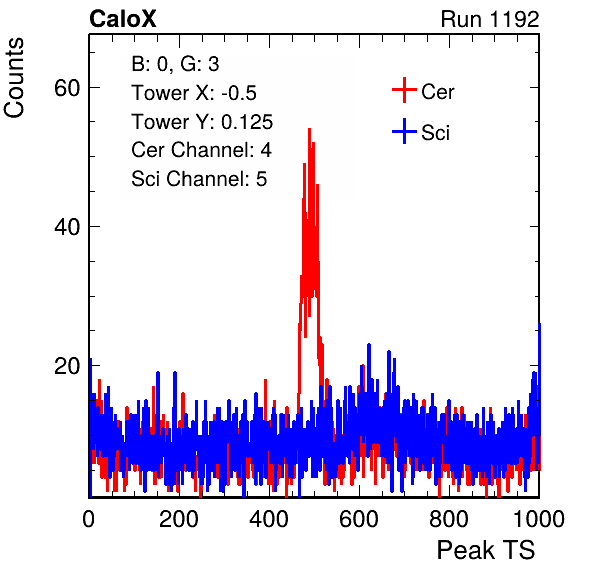 CaloX Run 1192
Counts
B: 0, G: 3
Tower X: -0.5
Tower Y: 0.125
Cer Channel: 4
Sci Channel: 5
Cer
Sci
60
40
20
0 200 400 600 800 1000
Peak TS